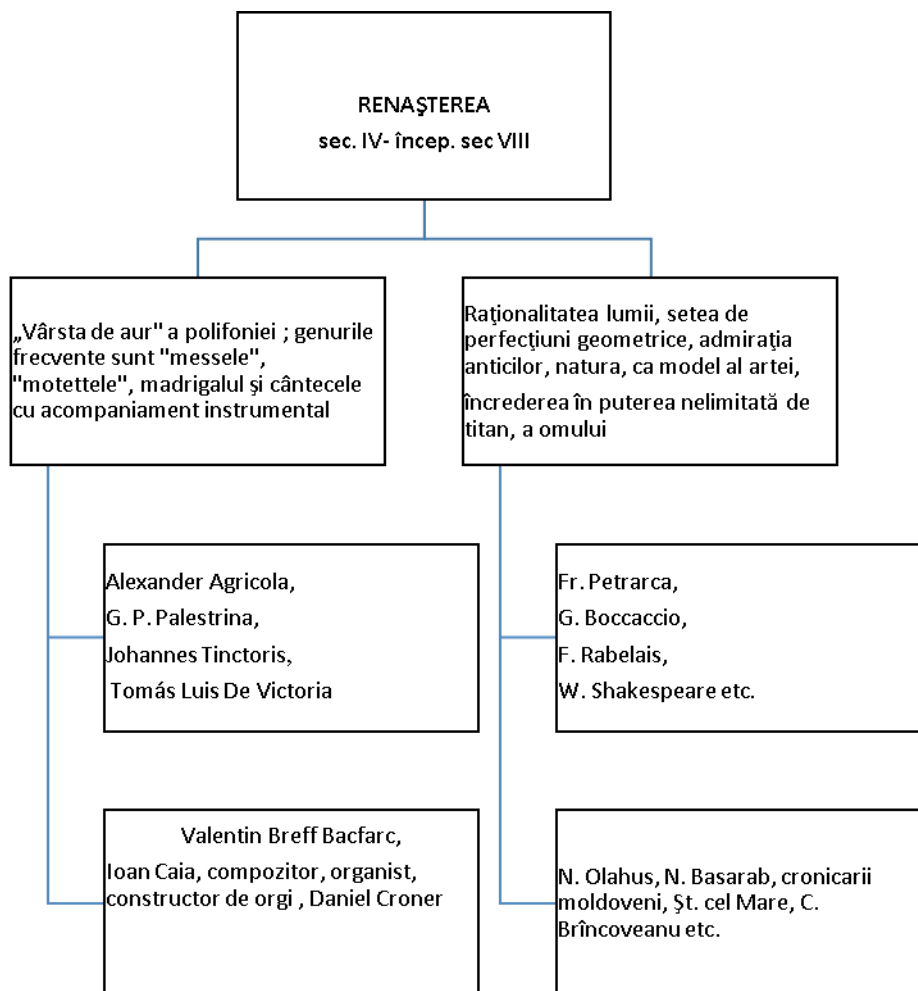 RENAŞTEREA
sec. IV- încep. sec VIII
„Vârsta de aur" a polifoniei ; genurile
frecvente sunt "messele",
"motettele", madrigalul şi cântecele
cu acompaniament instrumental
Raţionalitatea lumii, setea de
perfecţiuni geometrice, admiraţia
anticilor, natura, ca model al artei,
încrederea în puterea nelimitată de
titan, a omului
Alexander Agricola,
G. P. Palestrina,
Johannes Tinctoris,
Tomás Luis De Victoria
Fr. Petrarca,
G. Boccaccio,
F. Rabelais,
W. Shakespeare etc.
Valentin Breff Bacfarc,
Ioan Caia, compozitor, organist,
constructor de orgi , Daniel Croner
N. Olahus, N. Basarab, cronicarii
moldoveni, Şt. cel Mare, C.
Brîncoveanu etc.